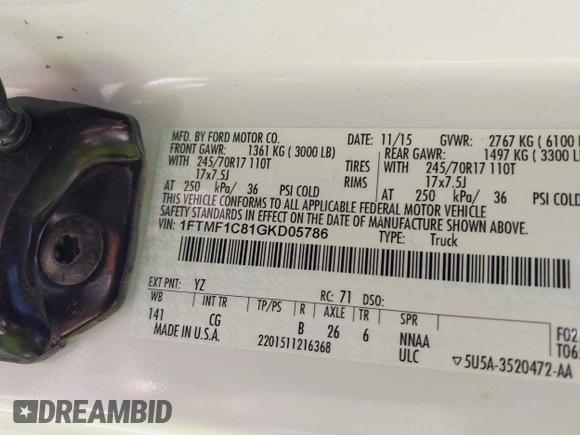 MFD. BY FORD MOTOR CO. 11/15 GVWR: 2767 KG ( 6100
FRONT GAWR: 1361 KG ( 3000 LB) REAR GAWR: 1497 KG ( 3300
WITH 245/70R17 110T TIRES WITH 245/70R17 110T
17x7.5J RIMS 17x7.5J
AT 250 kPa/ 36 PSI COLD AT 250 kPa/ 36 PSI COLD
THIS VEHICLE CONFORMS TO ALL APPLICABLE FEDERAL MOTOR VEHICLE
SAFETY STANDARDS IN EFFECT ON THE DATE OF MANUFACTURE SHOWN ABOVE.
VIN: 1FTMF1C81GKD05786 TYPE: Truck
EXT PNT: YZ RC: 71 DSO:
WB INT TR TP/PS R AXLE TR SPR
141 CG B 26 6 NNAA F02
MADE IN U.S.A. 2201511216368 ULC ▽5U5A-3520472-AA T06
DREAMBID